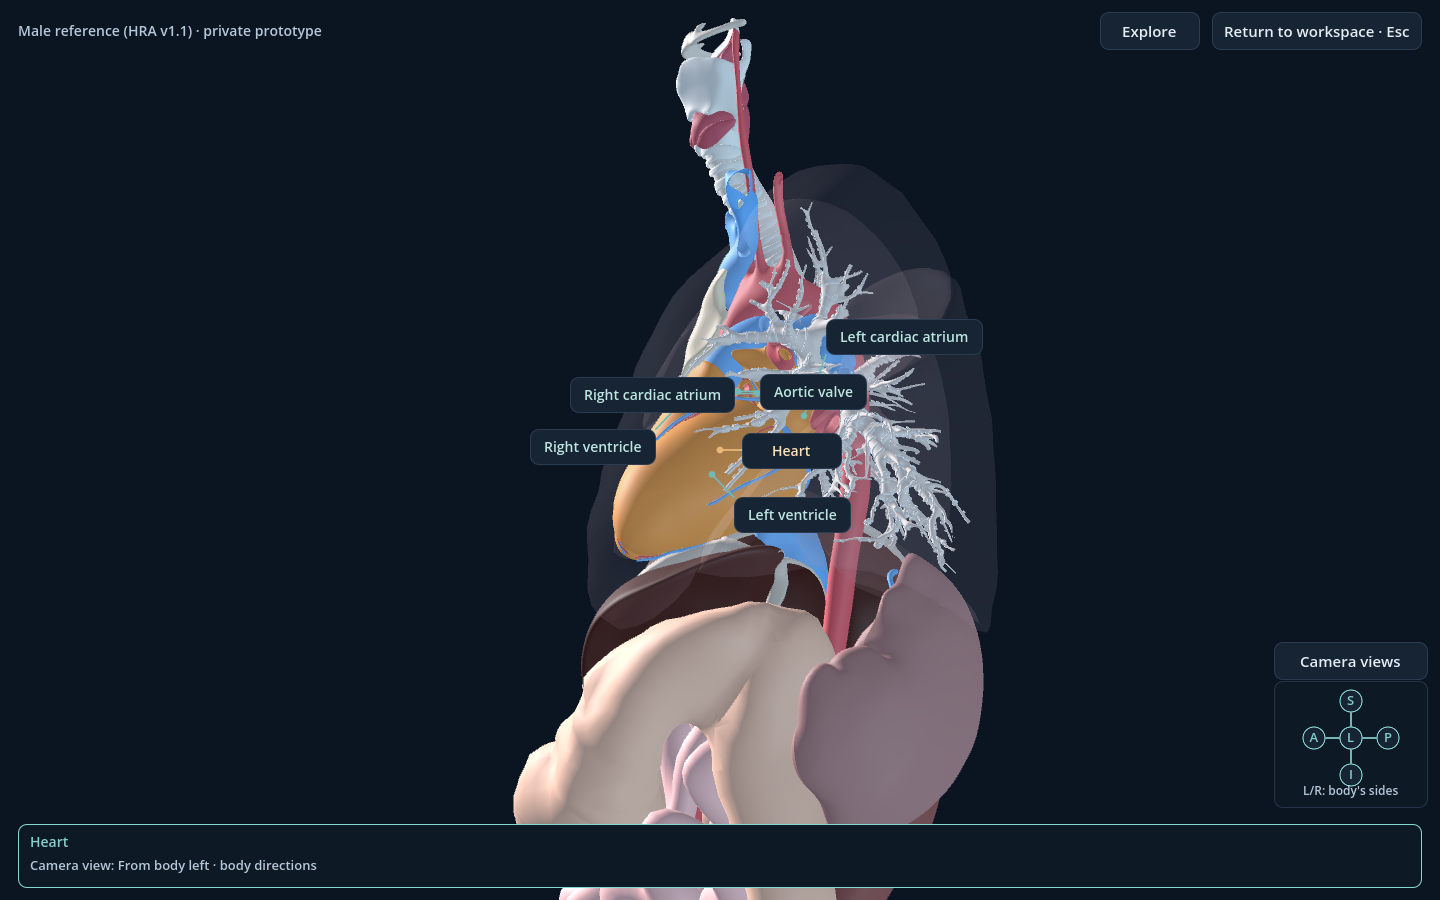 Male reference (HRA v1.1) · private prototype
Explore
Return to workspace · Esc
Left cardiac atrium
Right cardiac atrium
Aortic valve
Right ventricle
Heart
Left ventricle
Camera views
S
A L P
I
L/R: body's sides
Heart
Camera view: From body left · body directions